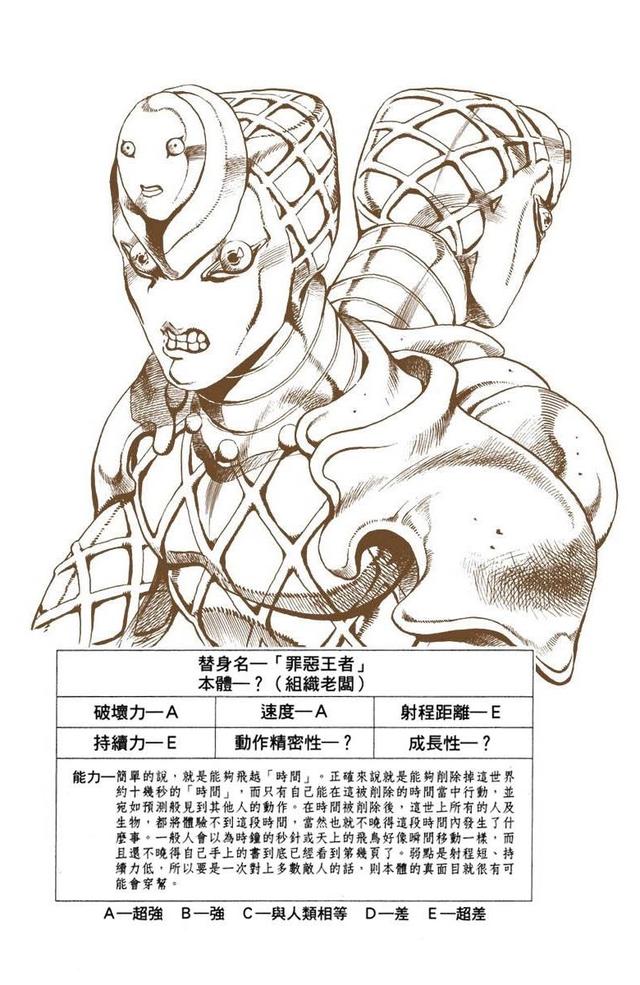 替身名—「罪惡王者」
本體—?(組織老闆)
破壞力—A 速度—A 射程距離—E
持續力—E 動作精密性—? 成長性—?
能力—簡單的說，就是能夠飛越「時間」。正確來說就是能夠削除掉這世界
約十幾秒的「時間」，而只有自己能在這被削除的時間當中行動，並
宛如預測般見到其他人的動作。在時間被削除後，這世上所有的人及
生物，都將體驗不到這段時間，當然也就不曉得這段時間內發生了什
麼事。一般人會以為時鐘的秒針或天上的飛鳥好像瞬間移動一樣，而
且還不曉得自己手上的書到底已經看到第幾頁了。弱點是射程短、持
續力低，所以要是一次對上多數敵人的話，則本體的真面目就很有可
能會穿幫。
A—超強 B—強 C—與人類相等 D—差 E—超差